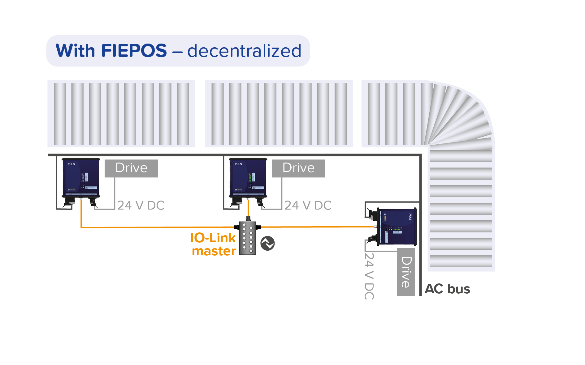 With FIEPOS – decentralized
Drive
Drive
24 V DC
24 V DC
IO-Link
master
24 V DC
Drive
AC bus